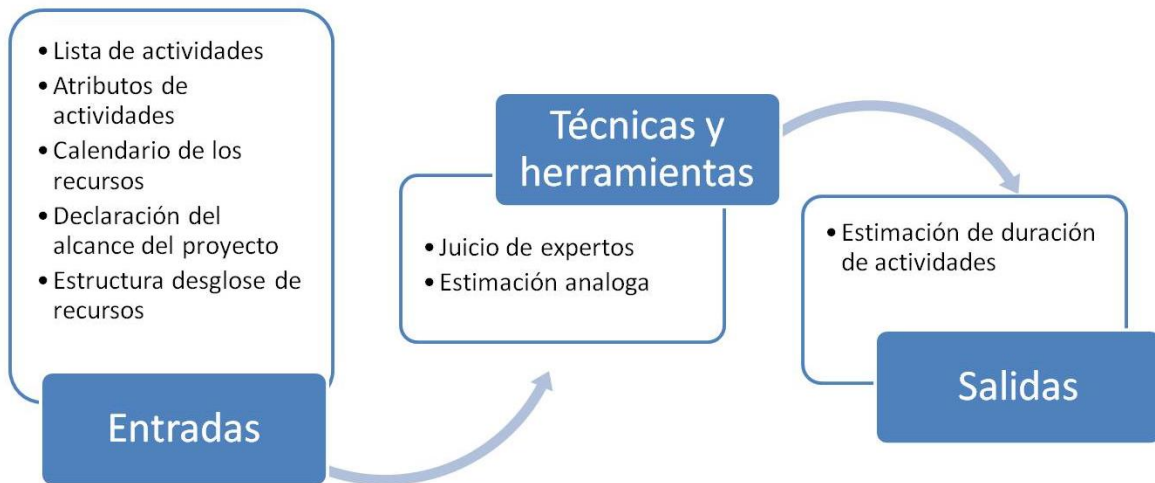 • Lista de actividades
• Atributos de
actividades
• Calendario de los
recursos
• Declaración del
alcance del proyecto
• Estructura desglose de
recursos
Entradas
Técnicas y
herramientas
• Juicio de expertos
• Estimación analoga
• Estimación de duración
de actividades
Salidas